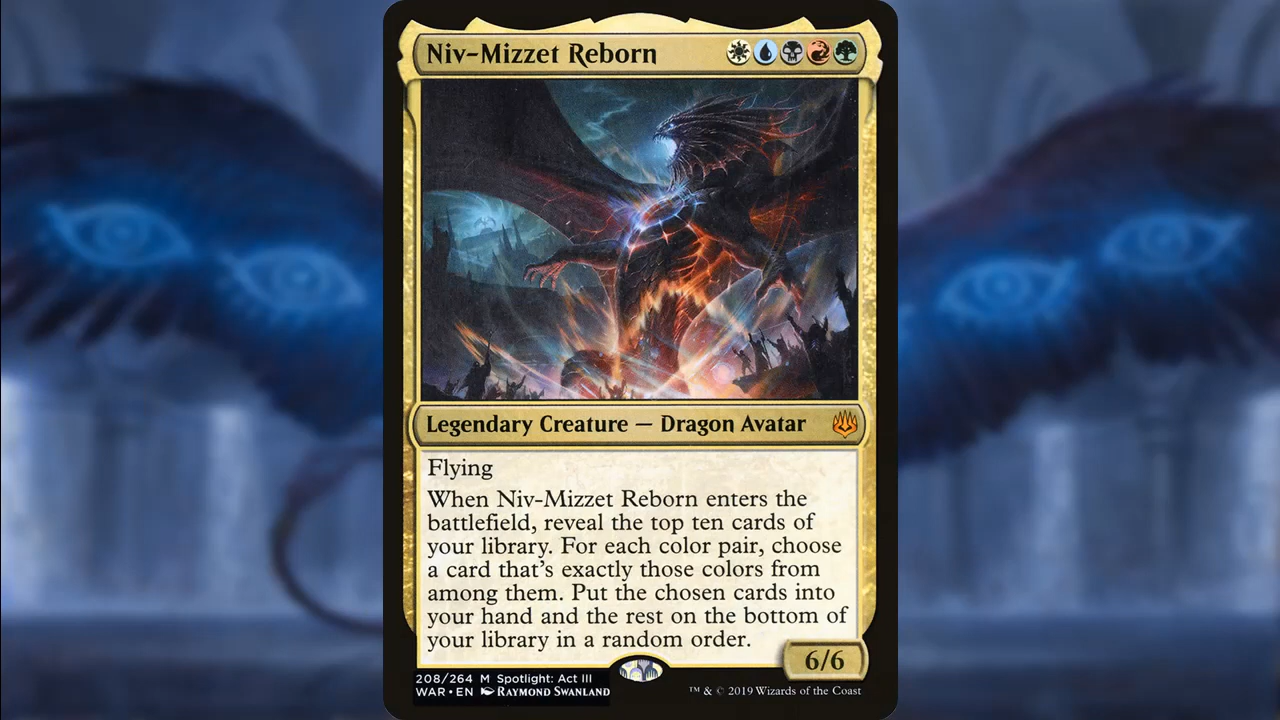 Niv-Mizzet Reborn
Legendary Creature — Dragon Avatar
Flying
When Niv-Mizzet Reborn enters the
battlefield, reveal the top ten cards of
your library. For each color pair, choose
a card that's exactly those colors from
among them. Put the chosen cards into
your hand and the rest on the bottom of
your library in a random order.
6/6
208/264 M Spotlight: Act III
WAR • EN Raymond Swanland
™ & © 2019 Wizards of the Coast